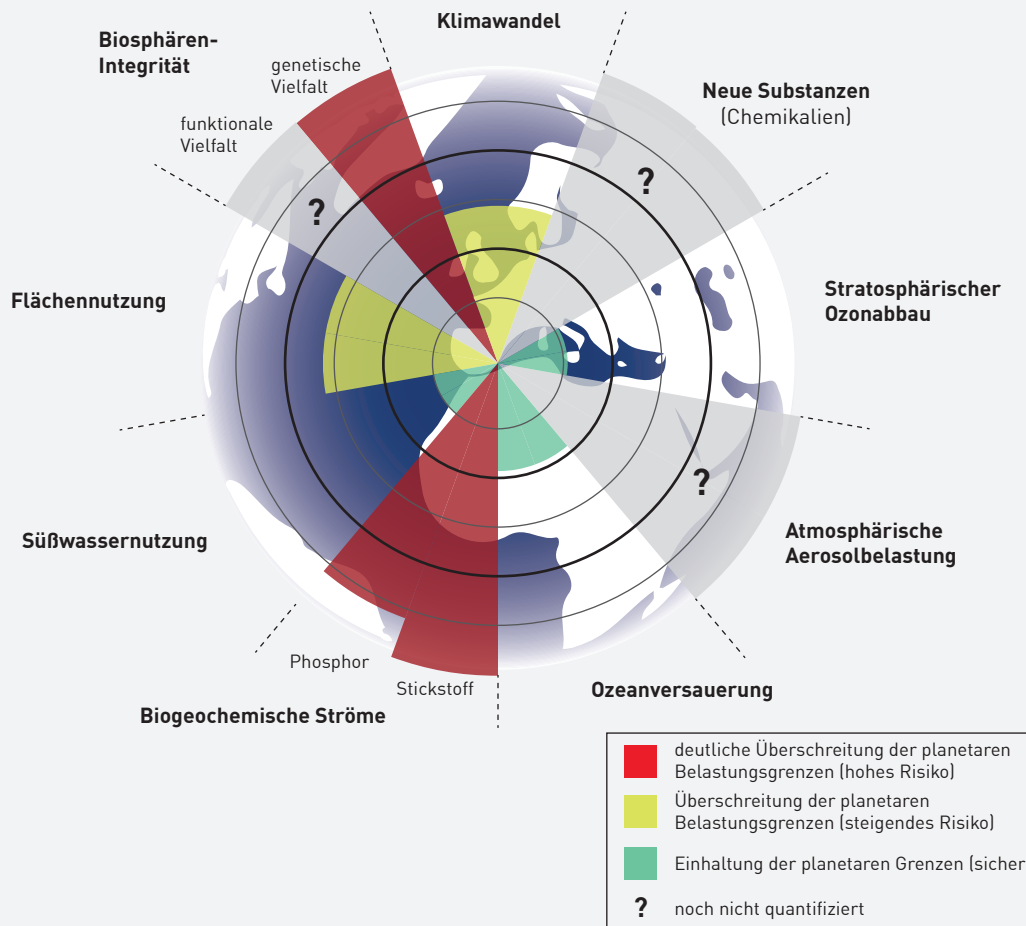 Klimawandel
Biosphären-
Integrität
genetische
Vielfalt
funktionale
Vielfalt
Neue Substanzen
(Chemikalien)
?
?
Flächennutzung
Stratosphärischer
Ozonabbau
?
Süßwassernutzung
Atmosphärische
Aerosolbelastung
Phosphor
Stickstoff
Ozeanversauerung
Biogeochemische Ströme
deutliche Überschreitung der planetaren
Belastungsgrenzen (hohes Risiko)
Überschreitung der planetaren
Belastungsgrenzen (steigendes Risiko)
Einhaltung der planetaren Grenzen (sicher
? noch nicht quantifiziert